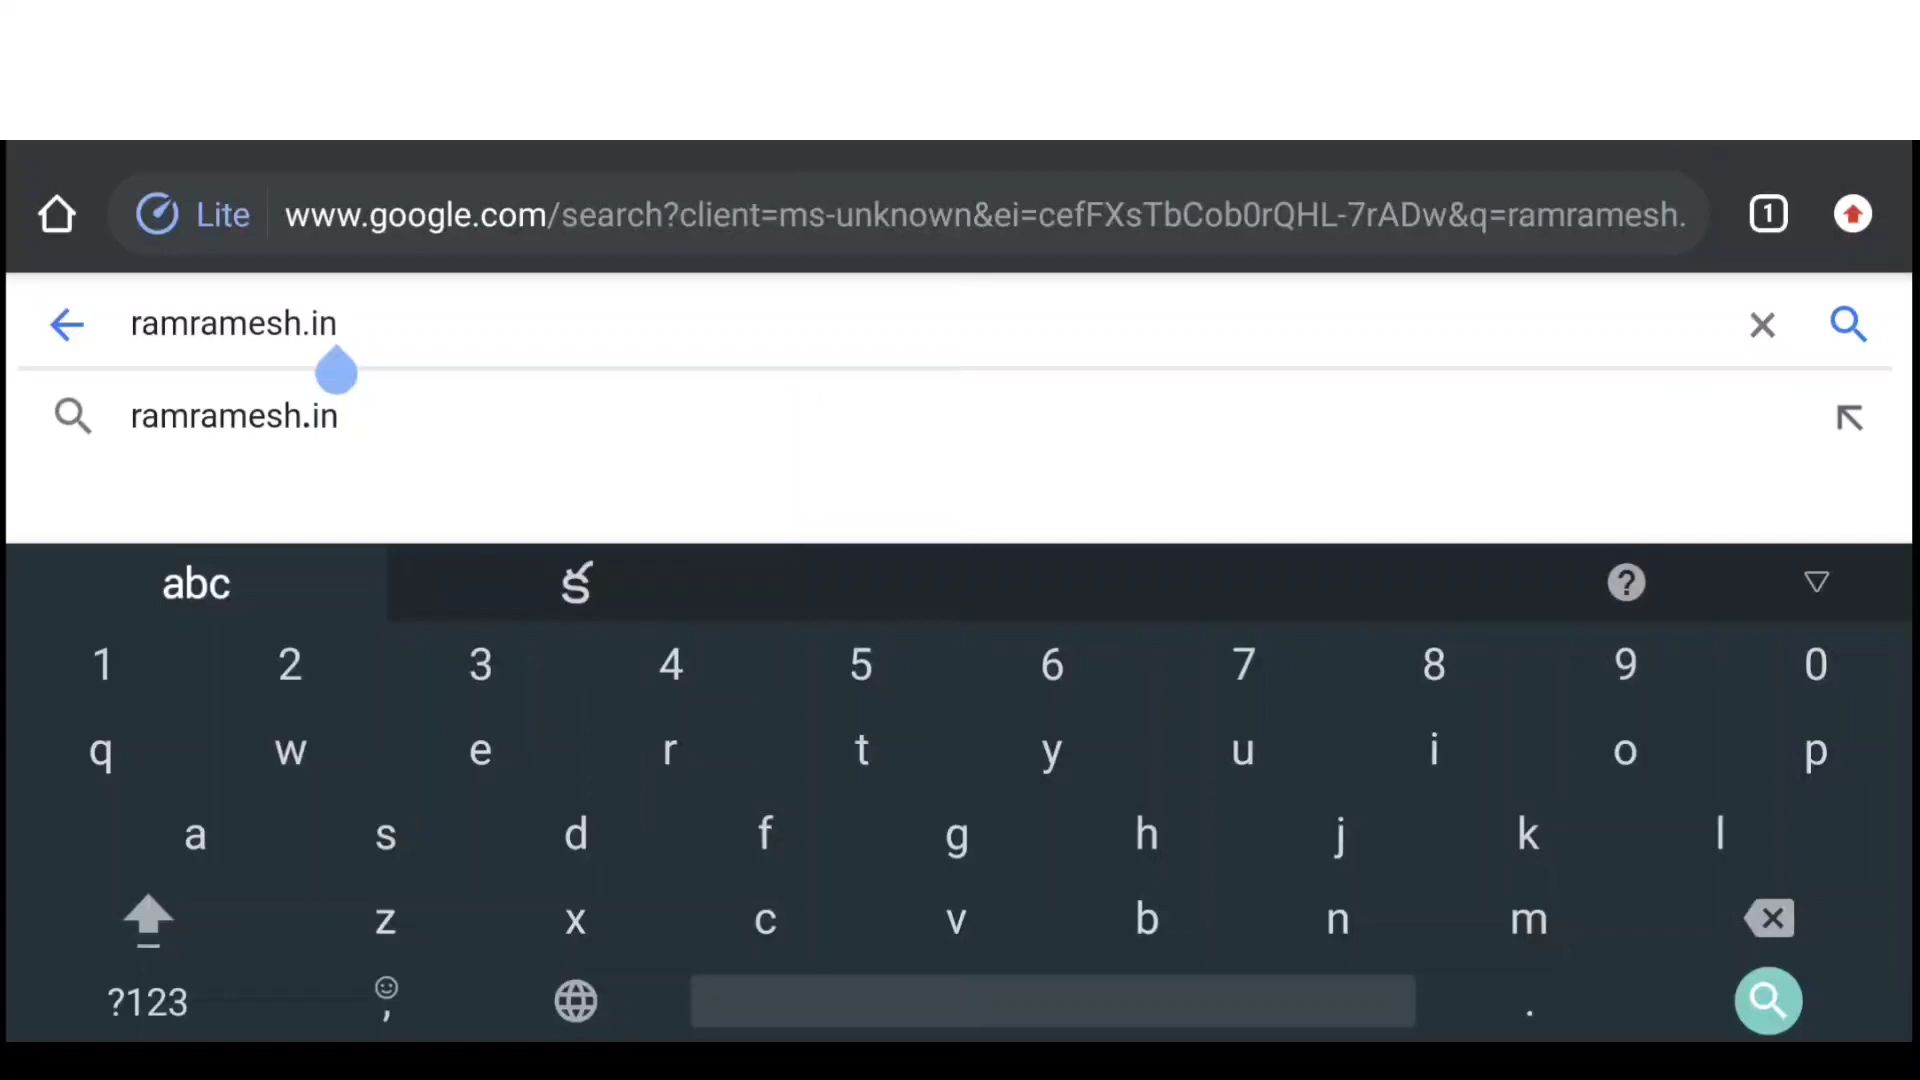 Lite www.google.com/search?client=ms-unknown&ei=cefFXsTbCob0rQHL-7rADw&q=ramramesh. 1
ramramesh.in
ramramesh.in
abc క ?
1 2 3 4 5 6 7 8 9 0
q w e r t y u i o p
a s d f g h j k l
z x c v b n m
?123 , .